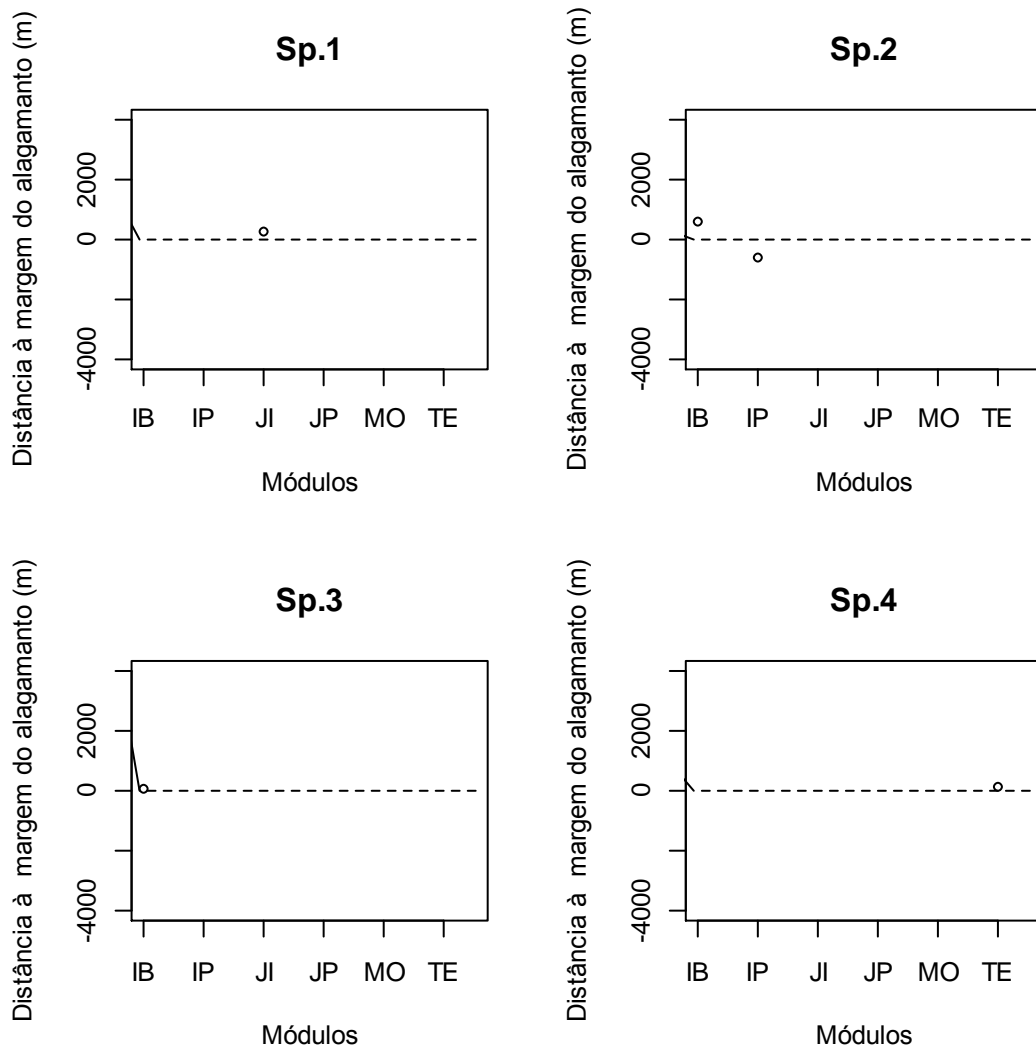 Sp.1
Distância à margem do alagamanto (m)
2000
0
-4000
IB IP JI JP MO TE
Módulos
Sp.2
Distância à margem do alagamanto (m)
2000
0
-4000
IB IP JI JP MO TE
Módulos
Sp.3
Distância à margem do alagamanto (m)
2000
0
-4000
IB IP JI JP MO TE
Módulos
Sp.4
Distância à margem do alagamanto (m)
2000
0
-4000
IB IP JI JP MO TE
Módulos